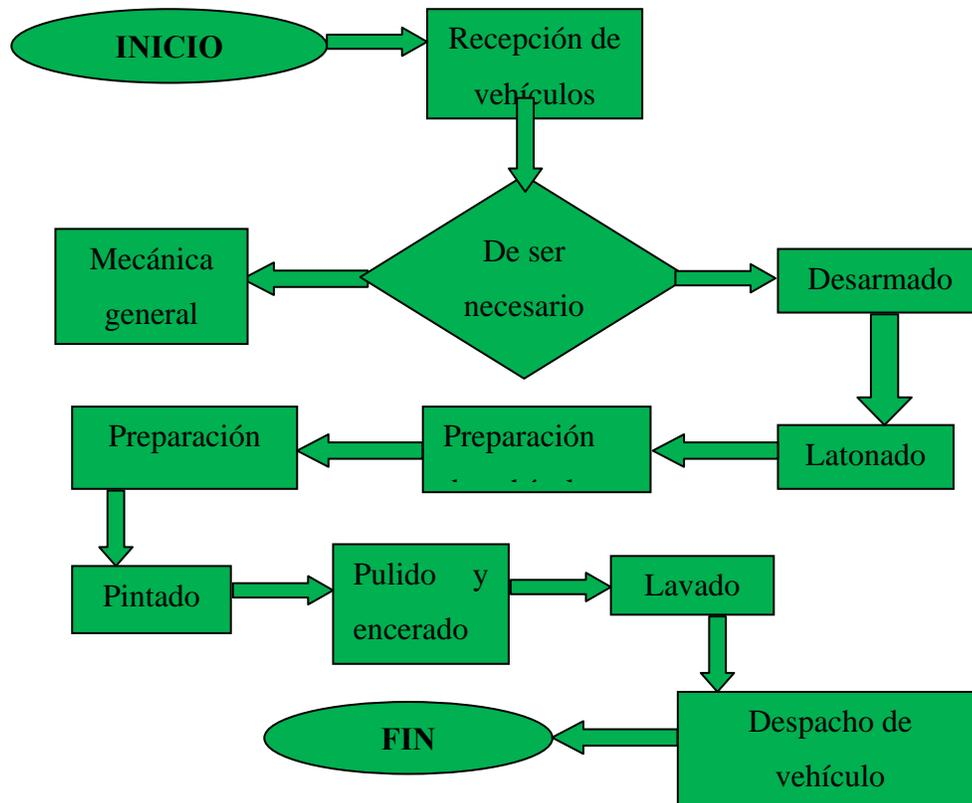 INICIO
Recepción de
vehículos
De ser
necesario
Mecánica
general
Desarmado
Latonado
Preparación
Preparación
Pintado
Pulido y
encerado
Lavado
Despacho de
vehículo
FIN